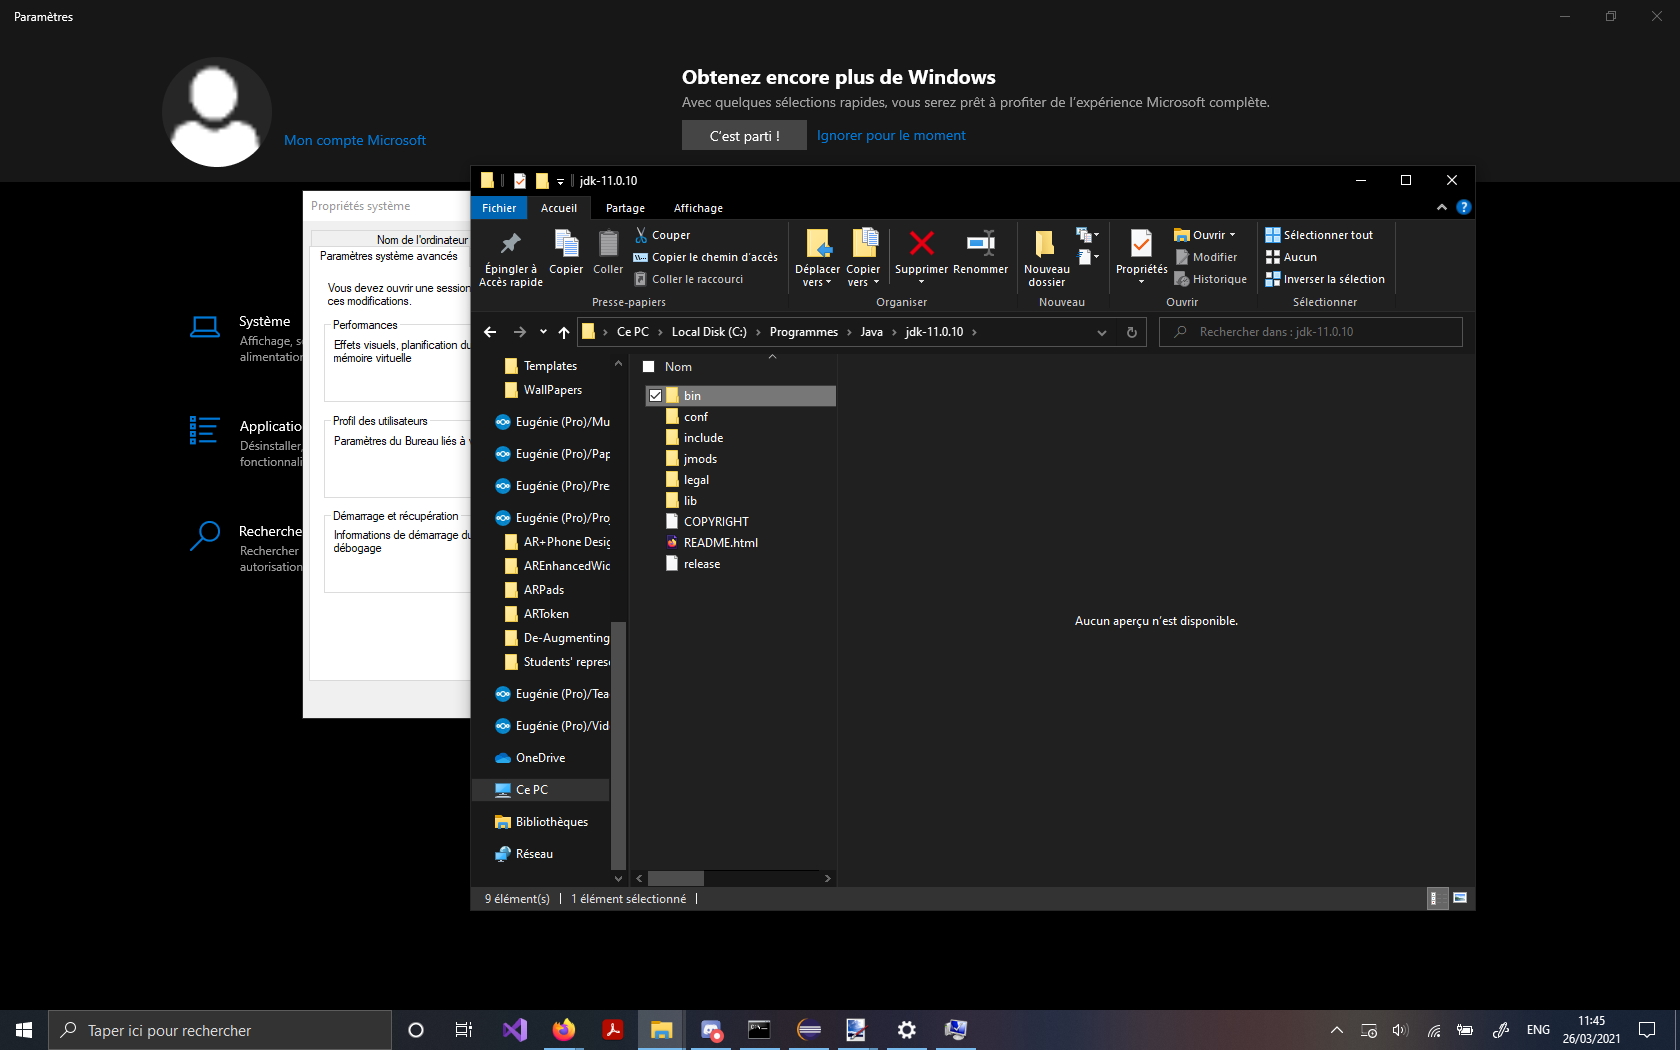 Paramètres
Obtenez encore plus de Windows
Avec quelques sélections rapides, vous serez prêt à profiter de l'expérience Microsoft complète.
Mon compte Microsoft
C'est parti !
Ignorer pour le moment
Propriétés système
Nom de l'ordinateur
Paramètres système avancés
Vous devez ouvrir une session
ces modifications.
Performances
Effets visuels, planification du
mémoire virtuelle
Profil des utilisateurs
Paramètres du Bureau liés à
Démarrage et récupération
Informations de démarrage du
débogage
Système
Affichage,
alimentation
Applicatio
Désinstaller,
fonctionnali
Recherche
Rechercher
autorisation
jdk-11.0.10
Fichier
Accueil
Partage
Affichage
Épingler à
Accès rapide
Copier
Coller
Couper
Copier le chemin d'accès
Coller le raccourci
Presse-papiers
Déplacer
vers
Copier
vers
Supprimer
Renommer
Organiser
Nouveau
dossier
Nouveau
Propriétés
Ouvrir
Modifier
Historique
Ouvrir
Sélectionner tout
Aucun
Inverser la sélection
Sélectionner
Ce PC
Local Disk (C:)
Programmes
Java
jdk-11.0.10
Rechercher dans : jdk-11.0.10
Templates
WallPapers
Eugénie (Pro)/Mu
Eugénie (Pro)/Pap
Eugénie (Pro)/Pre
Eugénie (Pro)/Pro
AR+Phone Desig
AREnhancedWid
ARPads
ARToken
De-Augmenting
Students' represe
Eugénie (Pro)/Tea
Eugénie (Pro)/Vid
OneDrive
Ce PC
Bibliothèques
Réseau
Nom
bin
conf
include
jmods
legal
lib
COPYRIGHT
README.html
release
Aucun aperçu n'est disponible.
9 élément(s)
1 élément sélectionné
Taper ici pour rechercher
ENG
11:45
26/03/2021